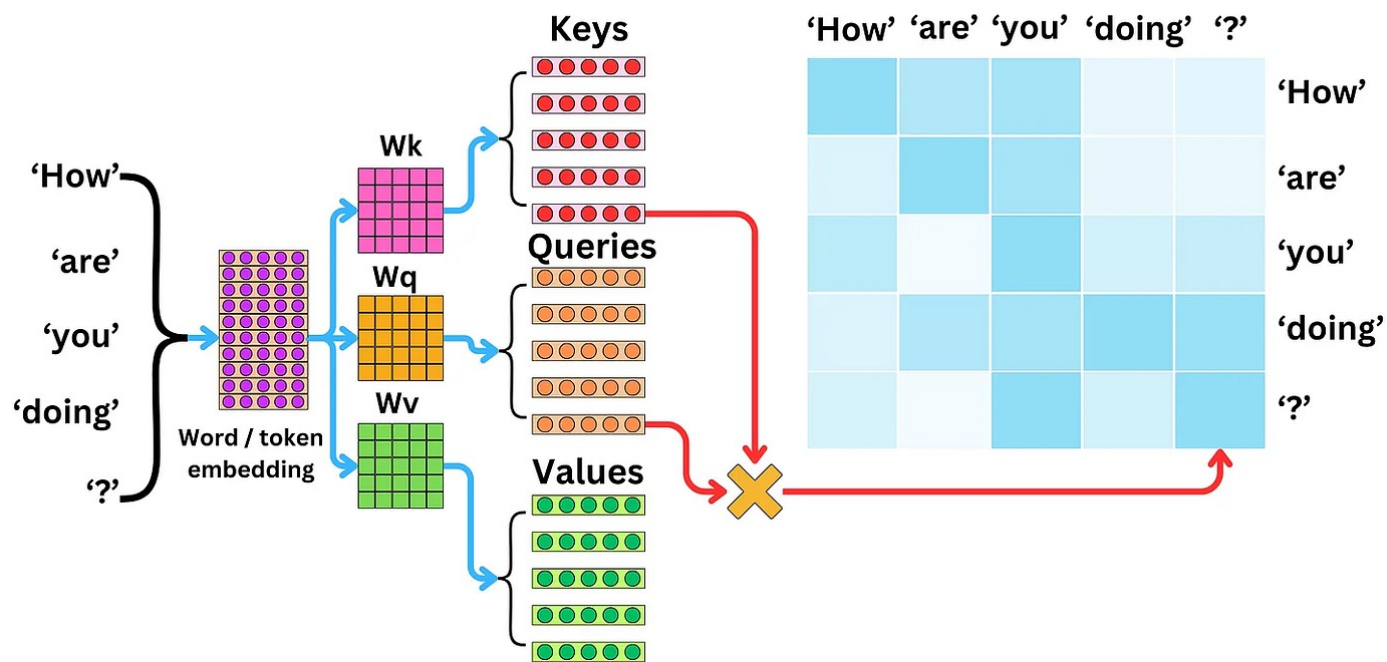 ‘How’
‘are’
‘you’
‘doing’
‘?’
Word / token
embedding
Wk
Wq
Wv
Keys
Queries
Values
‘How’ ‘are’ ‘you’ ‘doing’ ‘?’
‘How’
‘are’
‘you’
‘doing’
‘?’